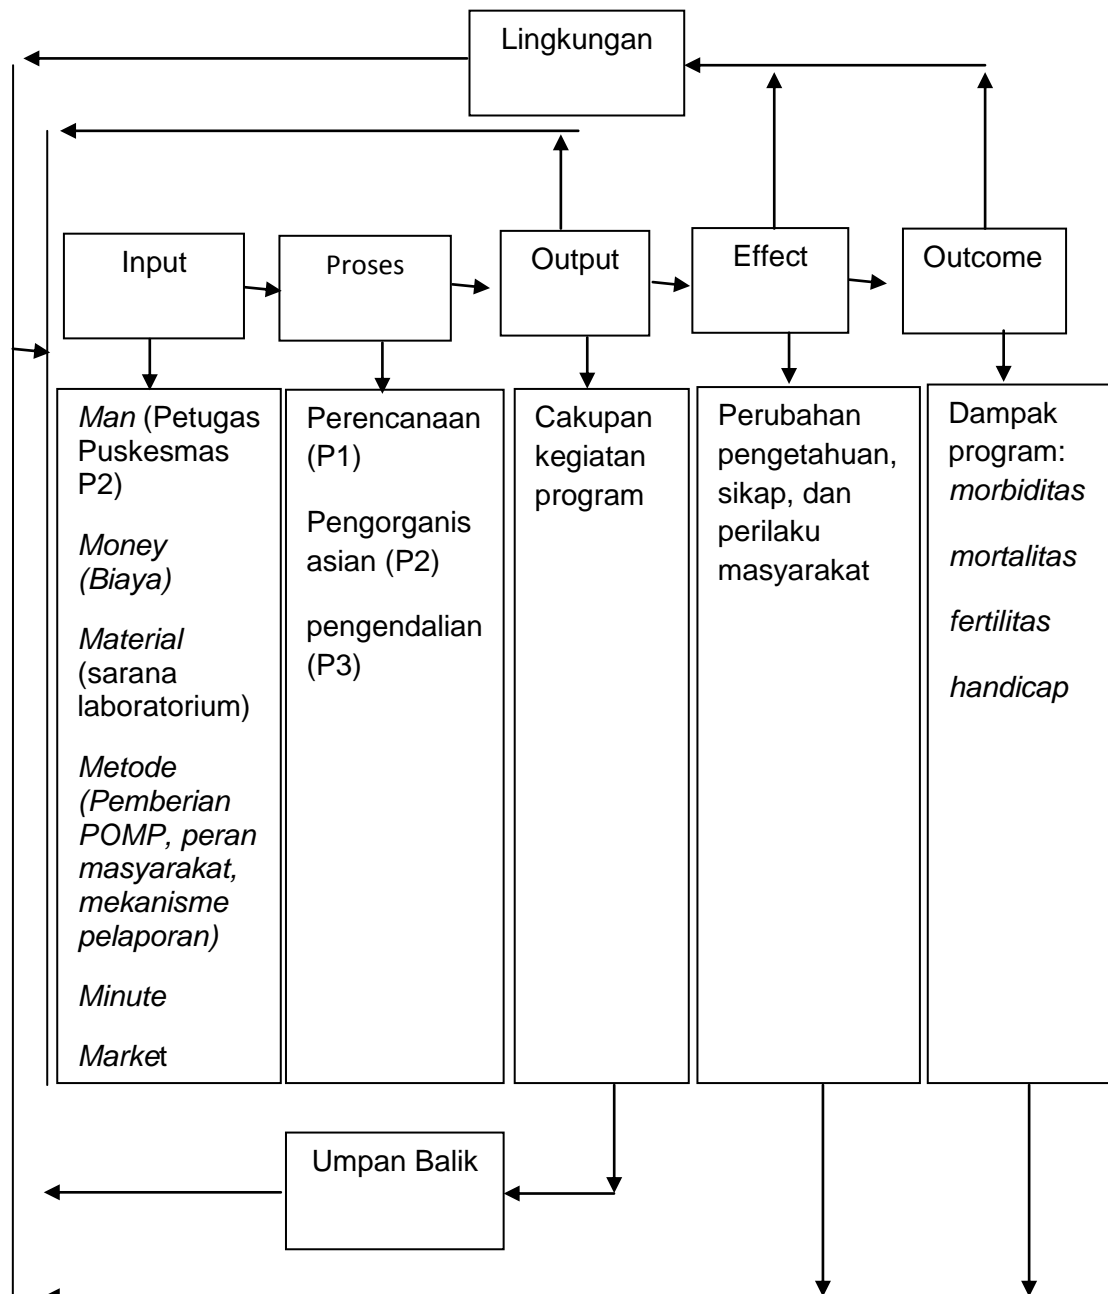 Lingkungan
Input
Proses
Output
Effect
Outcome
Man (Petugas
Puskesmas
P2)
Money
(Biaya)
Material
(sarana
laboratorium)
Metode
(Pemberian
POMP, peran
masyarakat,
mekanisme
pelaporan)
Minute
Market
Perencanaan
(P1)
Pengorganis
asian (P2)
pengendalian
(P3)
Cakupan
kegiatan
program
Perubahan
pengetahuan,
sikap, dan
perilaku
masyarakat
Dampak
program:
morbiditas
mortalitas
fertilitas
handicap
Umpan Balik